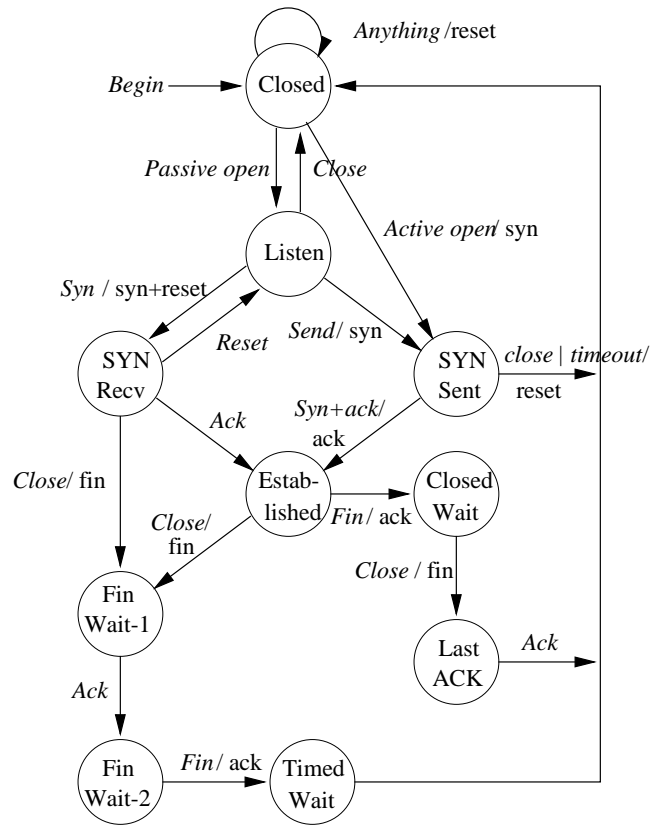 Anything/reset
Begin
Closed
Passive open
Close
Active open/ syn
Listen
Syn / syn+reset
Reset
Send/ syn
SYN
Recv
SYN
Sent
close | timeout/
reset
Ack
Syn+ack/
ack
Close/ fin
Estab-
lished
Fin/ ack
Closed
Wait
Close/
fin
Close / fin
Fin
Wait-1
Last
ACK
Ack
Ack
Fin
Wait-2
Fin/ ack
Timed
Wait